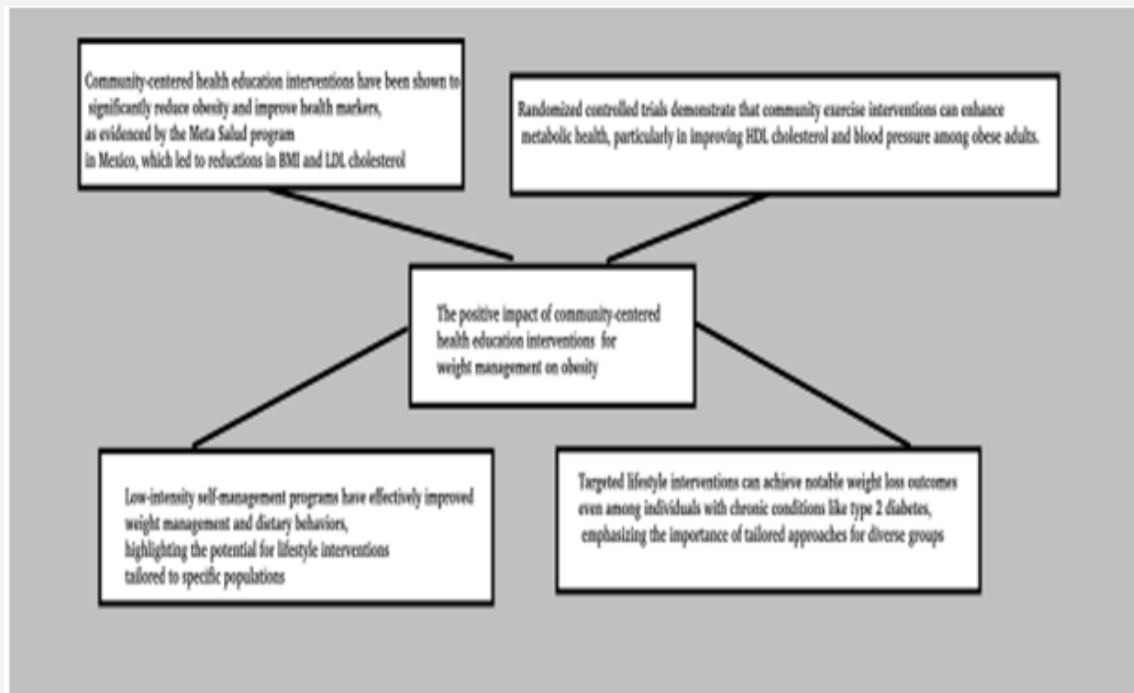 Community-centered health education interventions have been shown to
significantly reduce obesity and improve health markers,
as evidenced by the Meta Salud program
in Mexico, which led to reductions in BMI and LDL cholesterol
Randomized controlled trials demonstrate that community exercise interventions can enhance
metabolic health, particularly in improving HDL cholesterol and blood pressure among obese adults.
The positive impact of community-centered
health education interventions for
weight management on obesity
Low-intensity self-management programs have effectively improved
weight management and dietary behaviors,
highlighting the potential for lifestyle interventions
tailored to specific populations
Targeted lifestyle interventions can achieve notable weight loss outcomes
even among individuals with chronic conditions like type 2 diabetes,
emphasizing the importance of tailored approaches for diverse groups